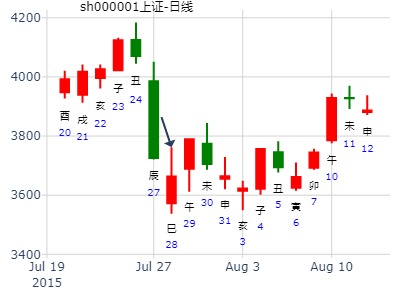 sh000001上证-日线
4200
4000
3800
3600
3400
酉
20
戌
21
亥
22
子
23
丑
24
辰
27
巳
28
午
29
未
30
申
31
亥
3
子
4
丑
5
寅
6
卯
7
午
10
未
11
申
12
Jul 19
2015
Jul 27
Aug 3
Aug 10